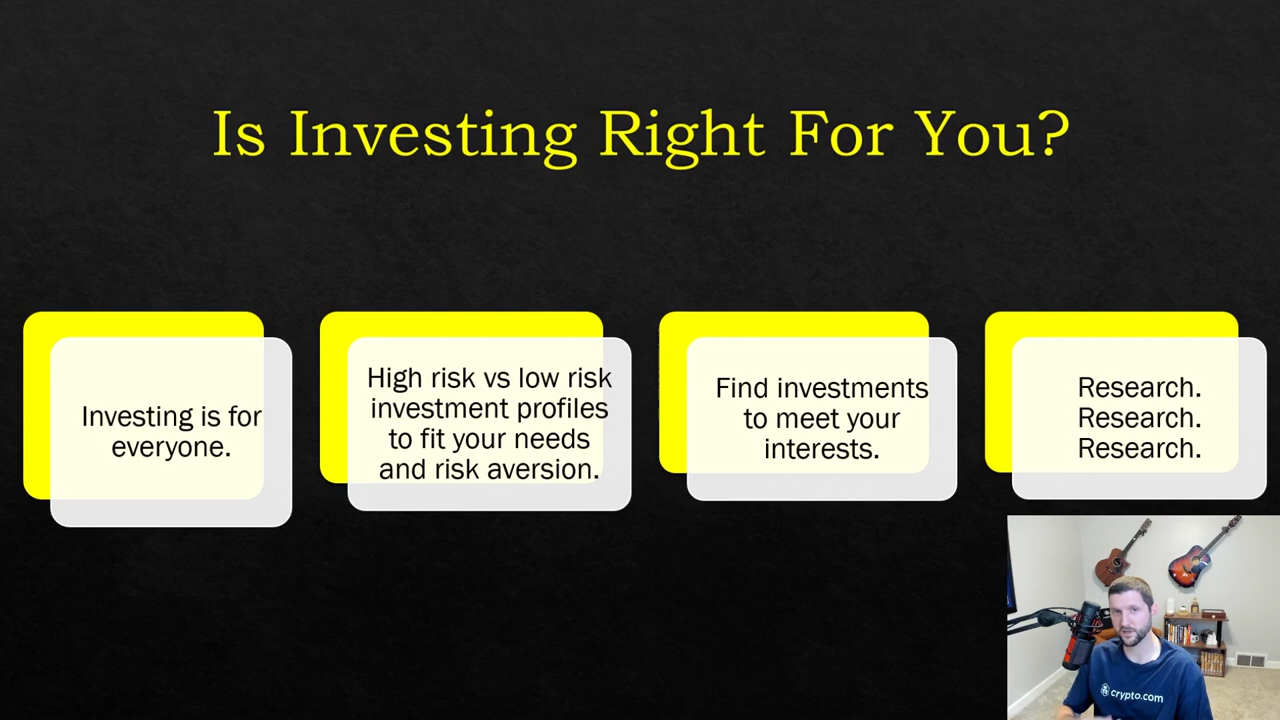 Is Investing Right For You?
Investing is for
everyone.
High risk vs low risk
investment profiles
to fit your needs
and risk aversion.
Find investments
to meet your
interests.
Research.
Research.
Research.
crypto.com